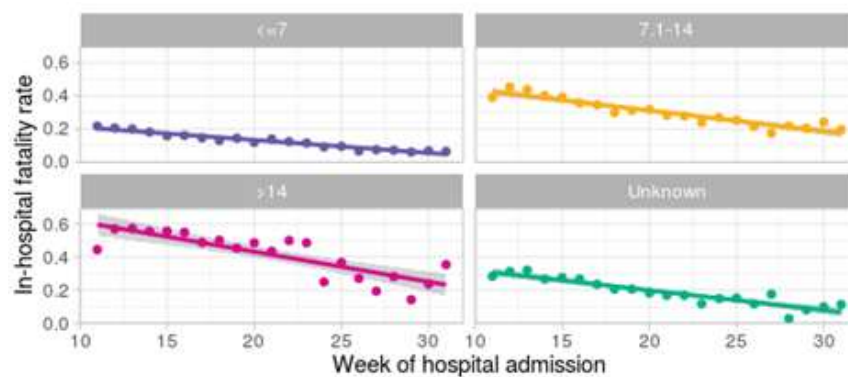 <=7
7.1-14
In-hospital fatality rate
0.6
0.4
0.2
0.0
>14
Unknown
0.6
0.4
0.2
0.0
10 15 20 25 30 10 15 20 25 30
Week of hospital admission